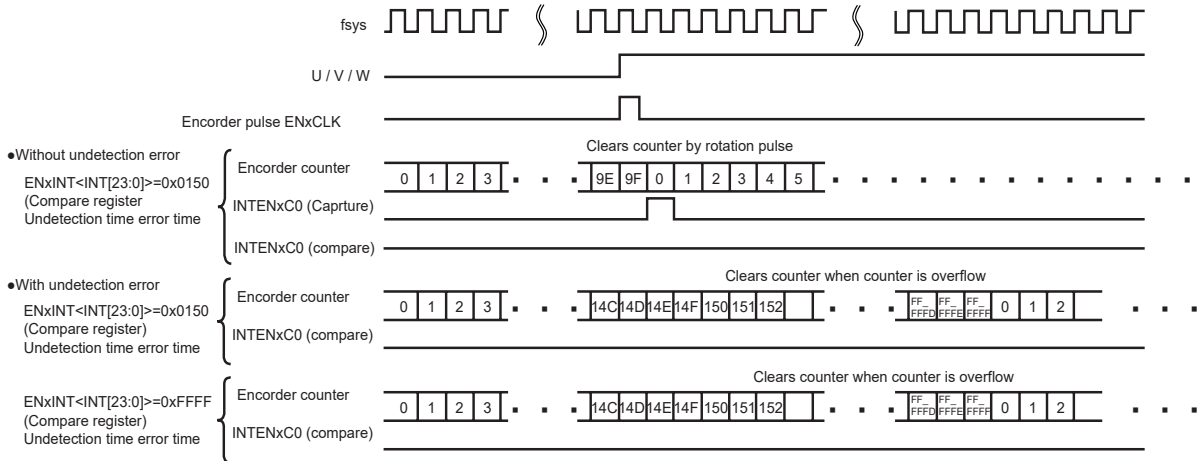 fsys
U / V / W
Encorder pulse ENxCLK
Clears counter by rotation pulse
●Without undetection error
ENxINT<INT[23:0]>=0x0150
(Compare register
Undetection time error time
Encorder counter
0 1 2 3 . . . 9E 9F 0 1 2 3 4 5
INTENxC0 (Caprture)
INTENxC0 (compare)
●With undetection error
ENxINT<INT[23:0]>=0x0150
(Compare register)
Undetection time error time
Clears counter when counter is overflow
Encorder counter
0 1 2 3 . . . 14C 14D 14E 14F 150 151 152 . . . FF_FFFD FF_FFFE FF_FFFF 0 1 2 . . .
INTENxC0 (compare)
ENxINT<INT[23:0]>=0xFFFF
(Compare register)
Undetection time error time
Clears counter when counter is overflow
Encorder counter
0 1 2 3 . . . 14C 14D 14E 14F 150 151 152 . . . FF_FFFD FF_FFFE FF_FFFF 0 1 2 . . .
INTENxC0 (compare)